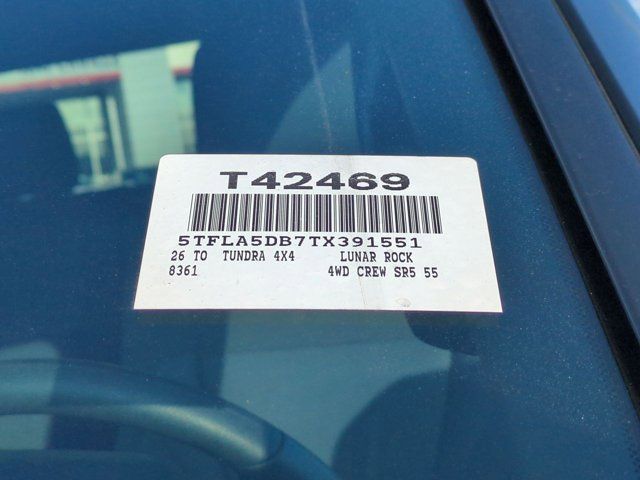 T42469
5TFLA5DB7TX391551
26 TO TUNDRA 4X4 LUNAR ROCK
8361 4WD CREW SR5 55